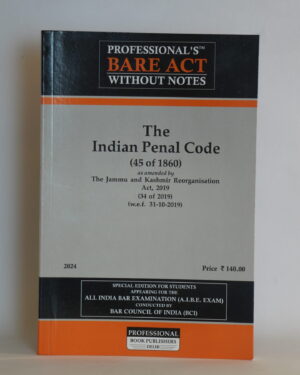 PROFESSIONAL'S™
BARE ACT
WITHOUT NOTES
The
Indian Penal Code
(45 of 1860)
as amended by
The Jammu and Kashmir Reorganisation
Act, 2019
(34 of 2019)
(w.e.f. 31-10-2019)
2024 Price ₹ 140.00
SPECIAL EDITION FOR STUDENTS
APPEARING FOR THE
ALL INDIA BAR EXAMINATION (A.I.B.E. EXAM)
CONDUCTED BY
BAR COUNCIL OF INDIA (BCI)
PROFESSIONAL
BOOK PUBLISHERS
DELHI